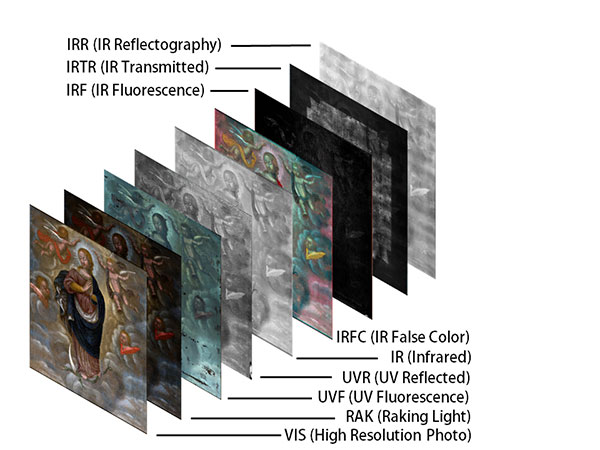 IRR (IR Reflectography)
IRTR (IR Transmitted)
IRF (IR Fluorescence)
IRFC (IR False Color)
IR (Infrared)
UVR (UV Reflected)
UVF (UV Fluorescence)
RAK (Raking Light)
VIS (High Resolution Photo)